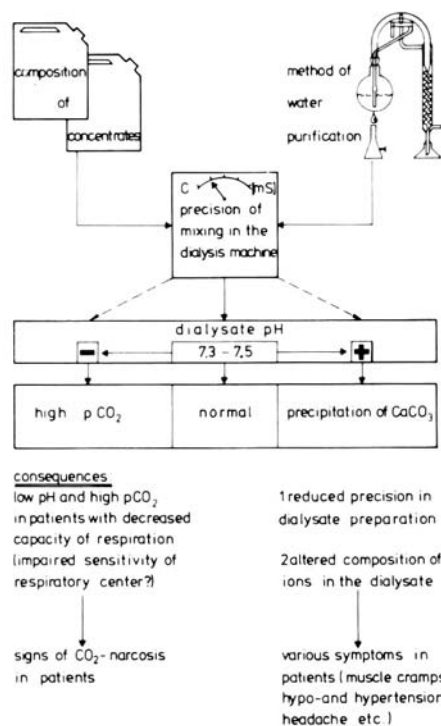 composition
of
concentrates
method of
water
purification
C (mS)
precision of
mixing in the
dialysis machine
dialysate pH
− 7,3 – 7,5 +
high pCO₂
normal
precipitation of CaCO₃
consequences:
low pH and high pCO₂
in patients with decreased
capacity of respiration
(impaired sensitivity of
respiratory center?)
signs of CO₂-narcosis
in patients
1 reduced precision in
dialysate preparation
2 altered composition of
ions in the dialysate
various symptoms in
patients (muscle cramps
hypo-and hypertension
headache etc.)